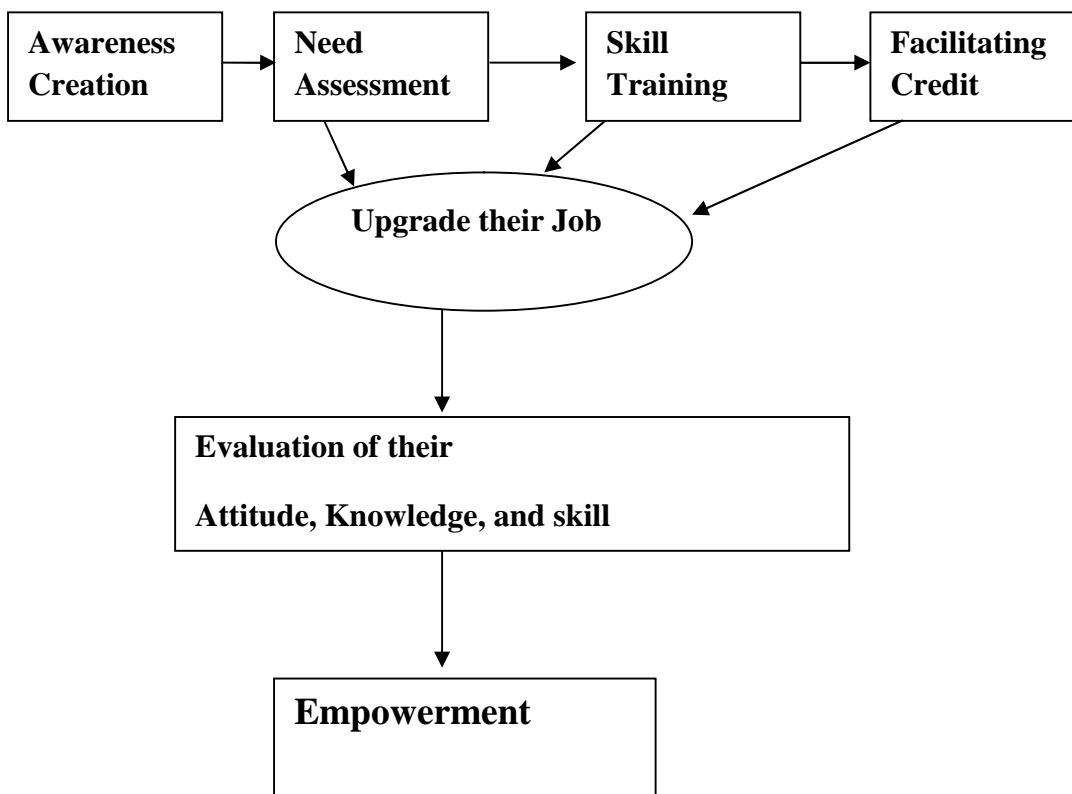 Awareness
Creation
Need
Assessment
Skill
Training
Facilitating
Credit
Upgrade their Job
Evaluation of their
Attitude, Knowledge, and skill
Empowerment